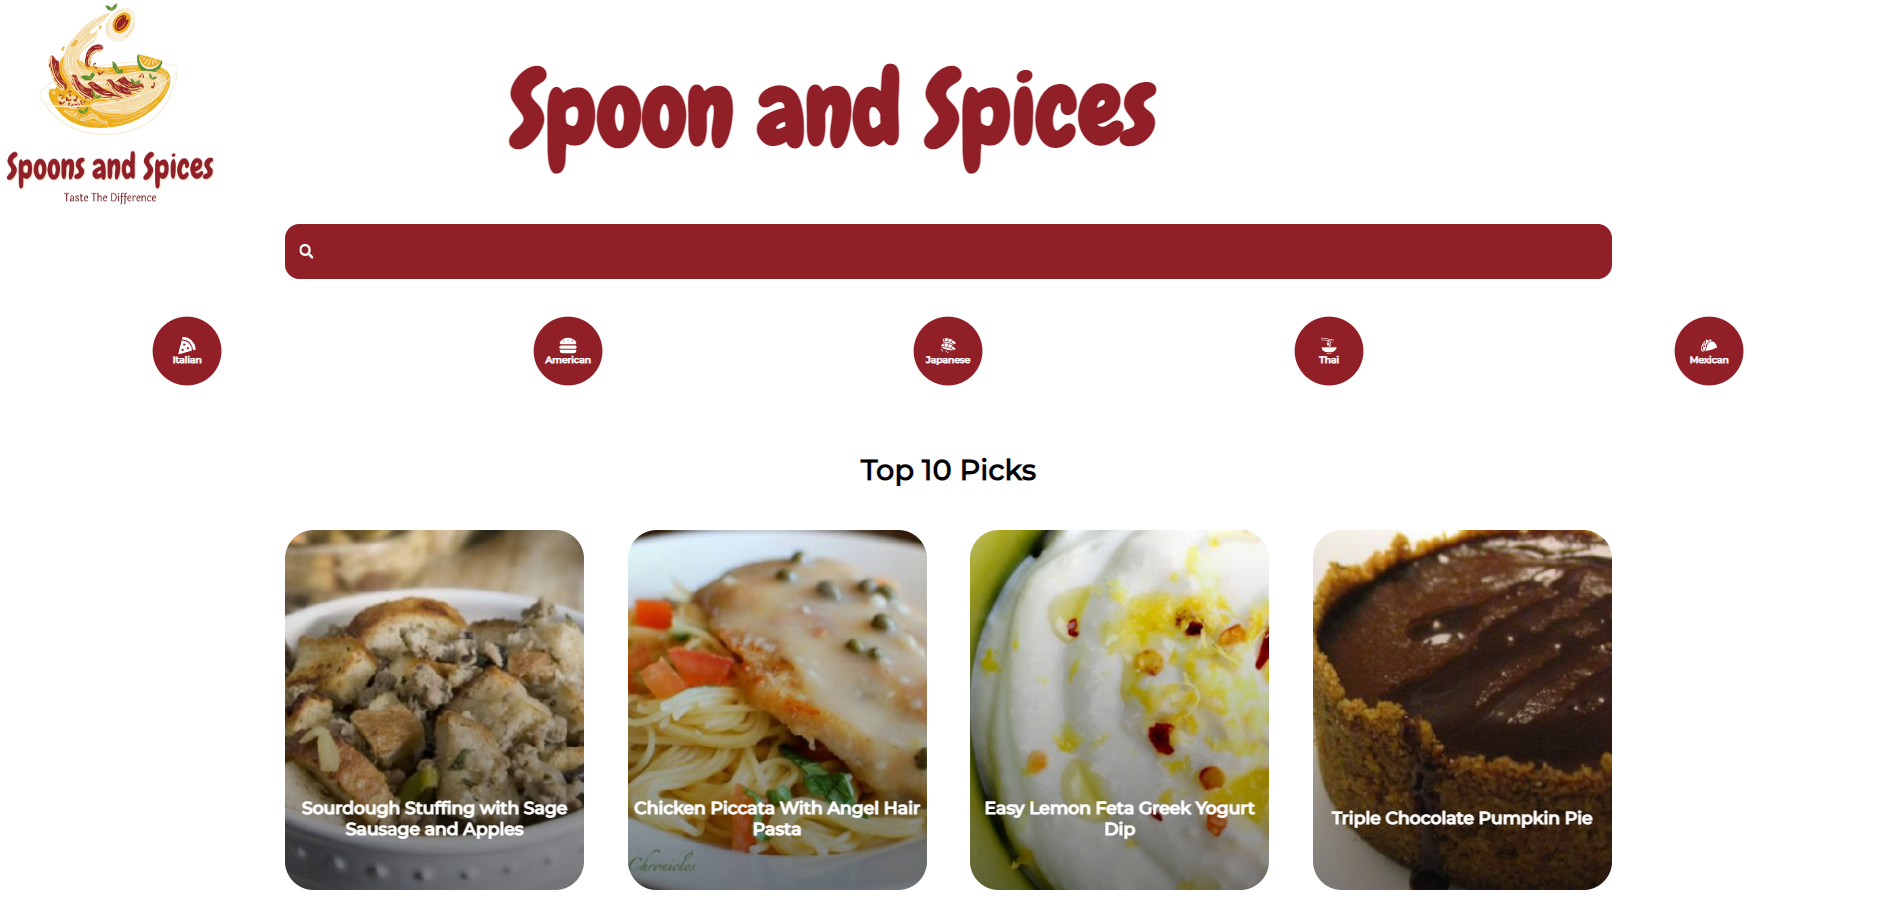 Spoons and Spices
Taste The Difference
Spoon and Spices
Italian
American
Japanese
Thai
Mexican
Top 10 Picks
Sourdough Stuffing with Sage
Sausage and Apples
Chicken Piccata With Angel Hair
Pasta
Chronicles
Easy Lemon Feta Greek Yogurt
Dip
Triple Chocolate Pumpkin Pie